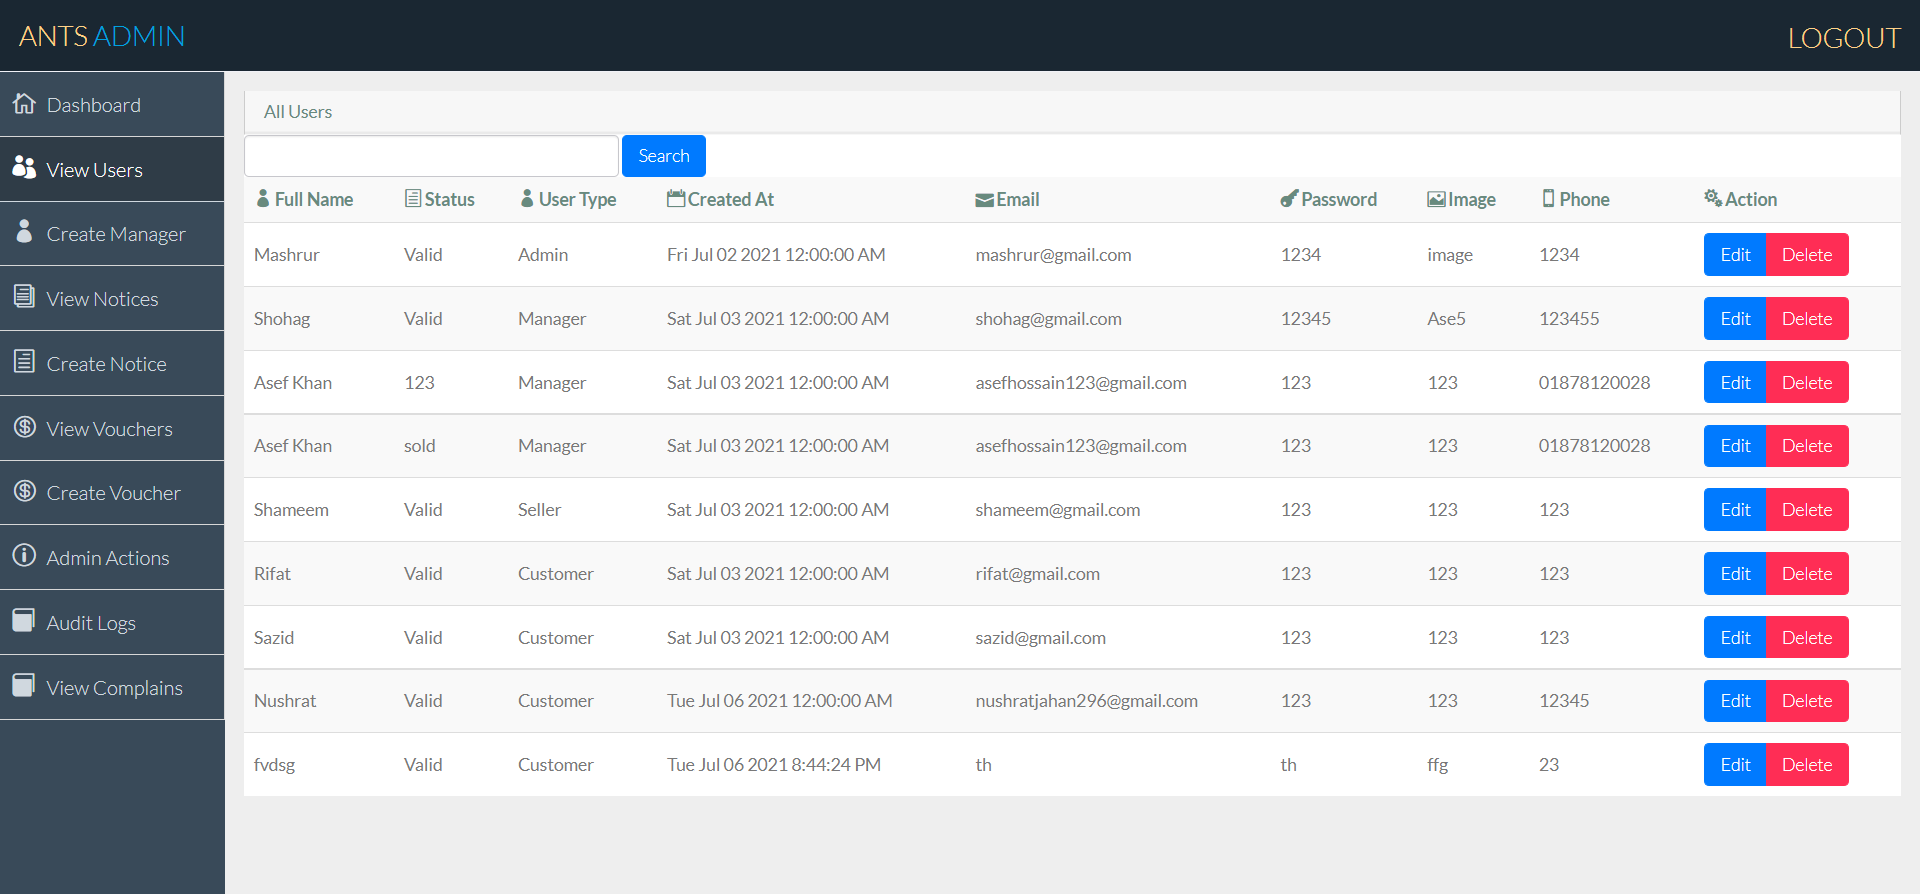 ANTS ADMIN
LOGOUT
Dashboard
View Users
Create Manager
View Notices
Create Notice
View Vouchers
Create Voucher
Admin Actions
Audit Logs
View Complains
All Users
Search
Full Name Status User Type Created At Email Password Image Phone Action
Mashrur Valid Admin Fri Jul 02 2021 12:00:00 AM mashrur@gmail.com 1234 image 1234 Edit Delete
Shohag Valid Manager Sat Jul 03 2021 12:00:00 AM shohag@gmail.com 12345 Ase5 123455 Edit Delete
Asef Khan 123 Manager Sat Jul 03 2021 12:00:00 AM asefhossain123@gmail.com 123 123 01878120028 Edit Delete
Asef Khan sold Manager Sat Jul 03 2021 12:00:00 AM asefhossain123@gmail.com 123 123 01878120028 Edit Delete
Shameem Valid Seller Sat Jul 03 2021 12:00:00 AM shameem@gmail.com 123 123 123 Edit Delete
Rifat Valid Customer Sat Jul 03 2021 12:00:00 AM rifat@gmail.com 123 123 123 Edit Delete
Sazid Valid Customer Sat Jul 03 2021 12:00:00 AM sazid@gmail.com 123 123 123 Edit Delete
Nushrat Valid Customer Tue Jul 06 2021 12:00:00 AM nushratjahan296@gmail.com 123 123 12345 Edit Delete
fvdsg Valid Customer Tue Jul 06 2021 8:44:24 PM th th ffg 23 Edit Delete